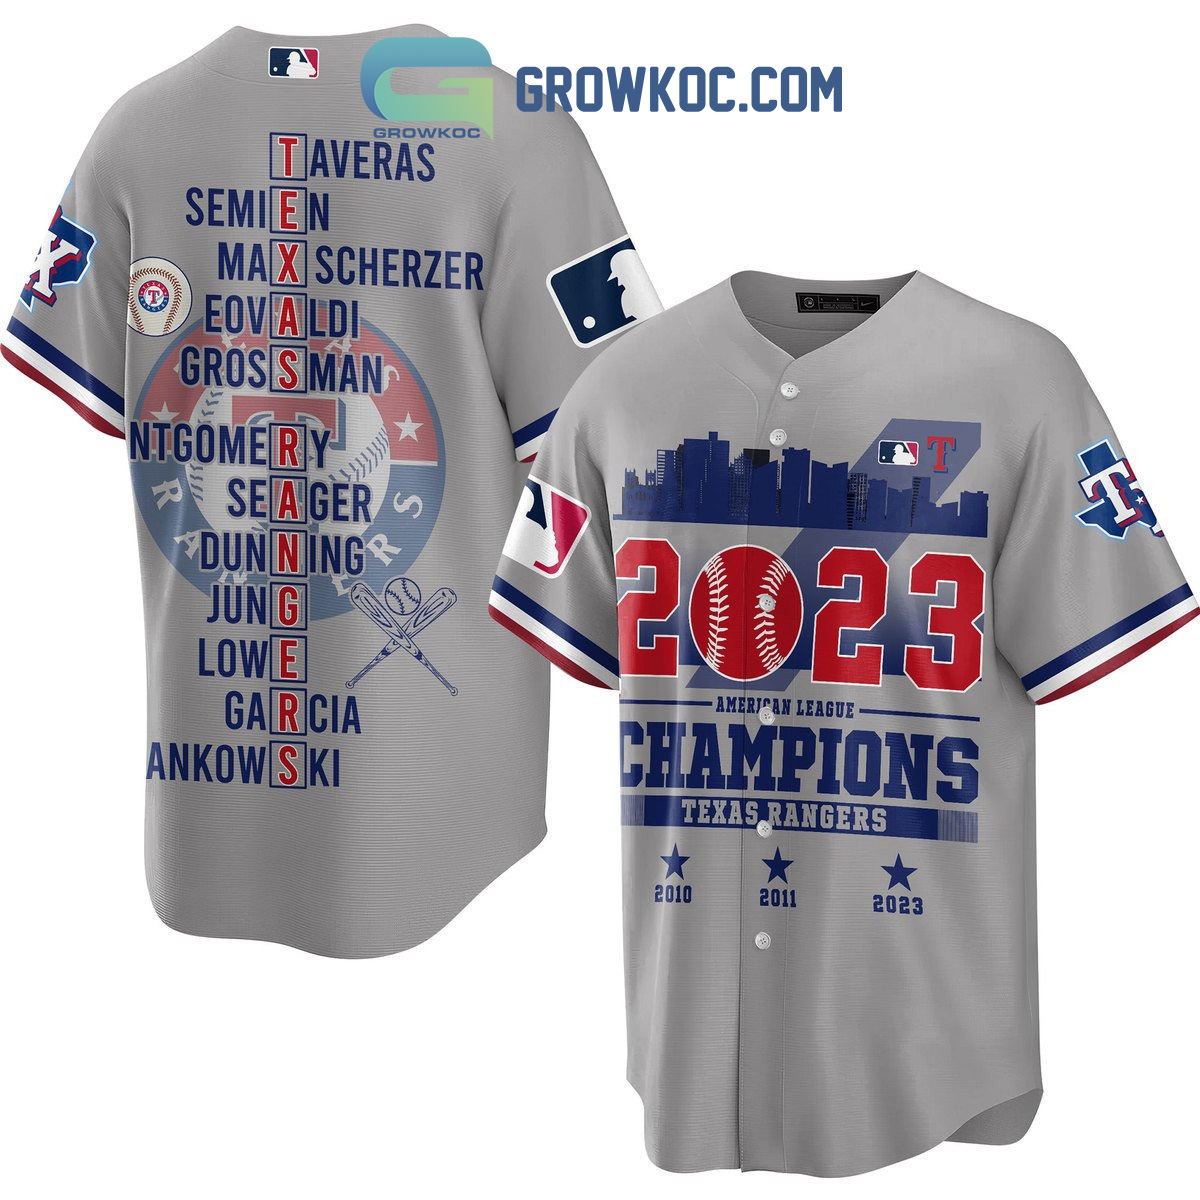 GROWKOC
GROWKOC.COM
TAVERAS
SEMIEN
MAX SCHERZER
EOVALDI
GROSSMAN
NTGOMERY
SEAGER
DUNNING
JUNG
LOWE
GARCIA
ANKOWSKI
RANGERS
T
2023
AMERICAN LEAGUE
CHAMPIONS
TEXAS RANGERS
2010
2011
2023